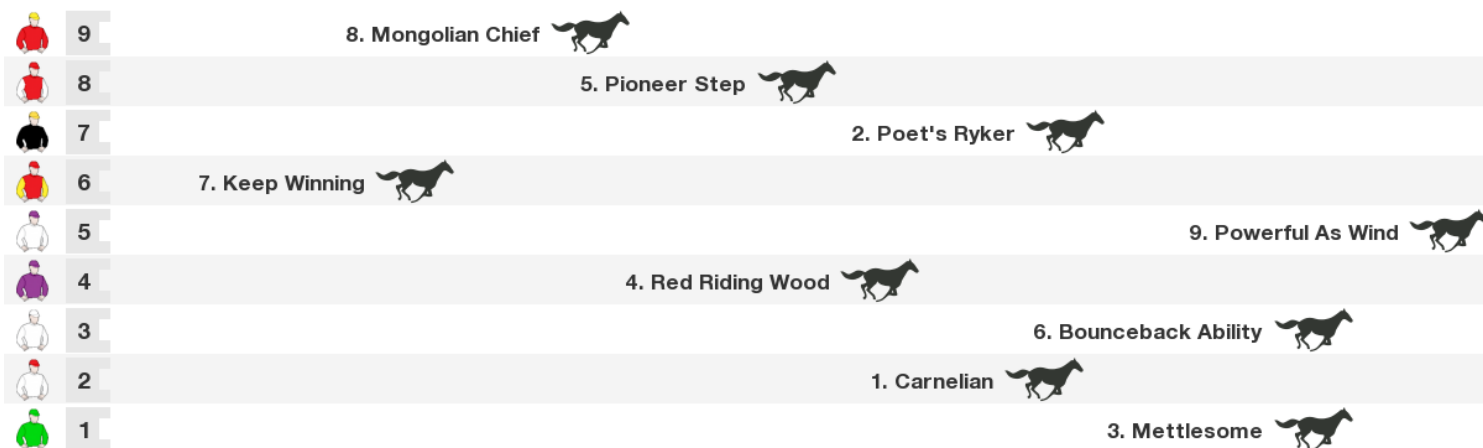 9 8. Mongolian Chief
8 5. Pioneer Step
7 2. Poet's Ryker
6 7. Keep Winning
5 9. Powerful As Wind
4 4. Red Riding Wood
3 6. Bounceback Ability
2 1. Carnelian
1 3. Mettlesome